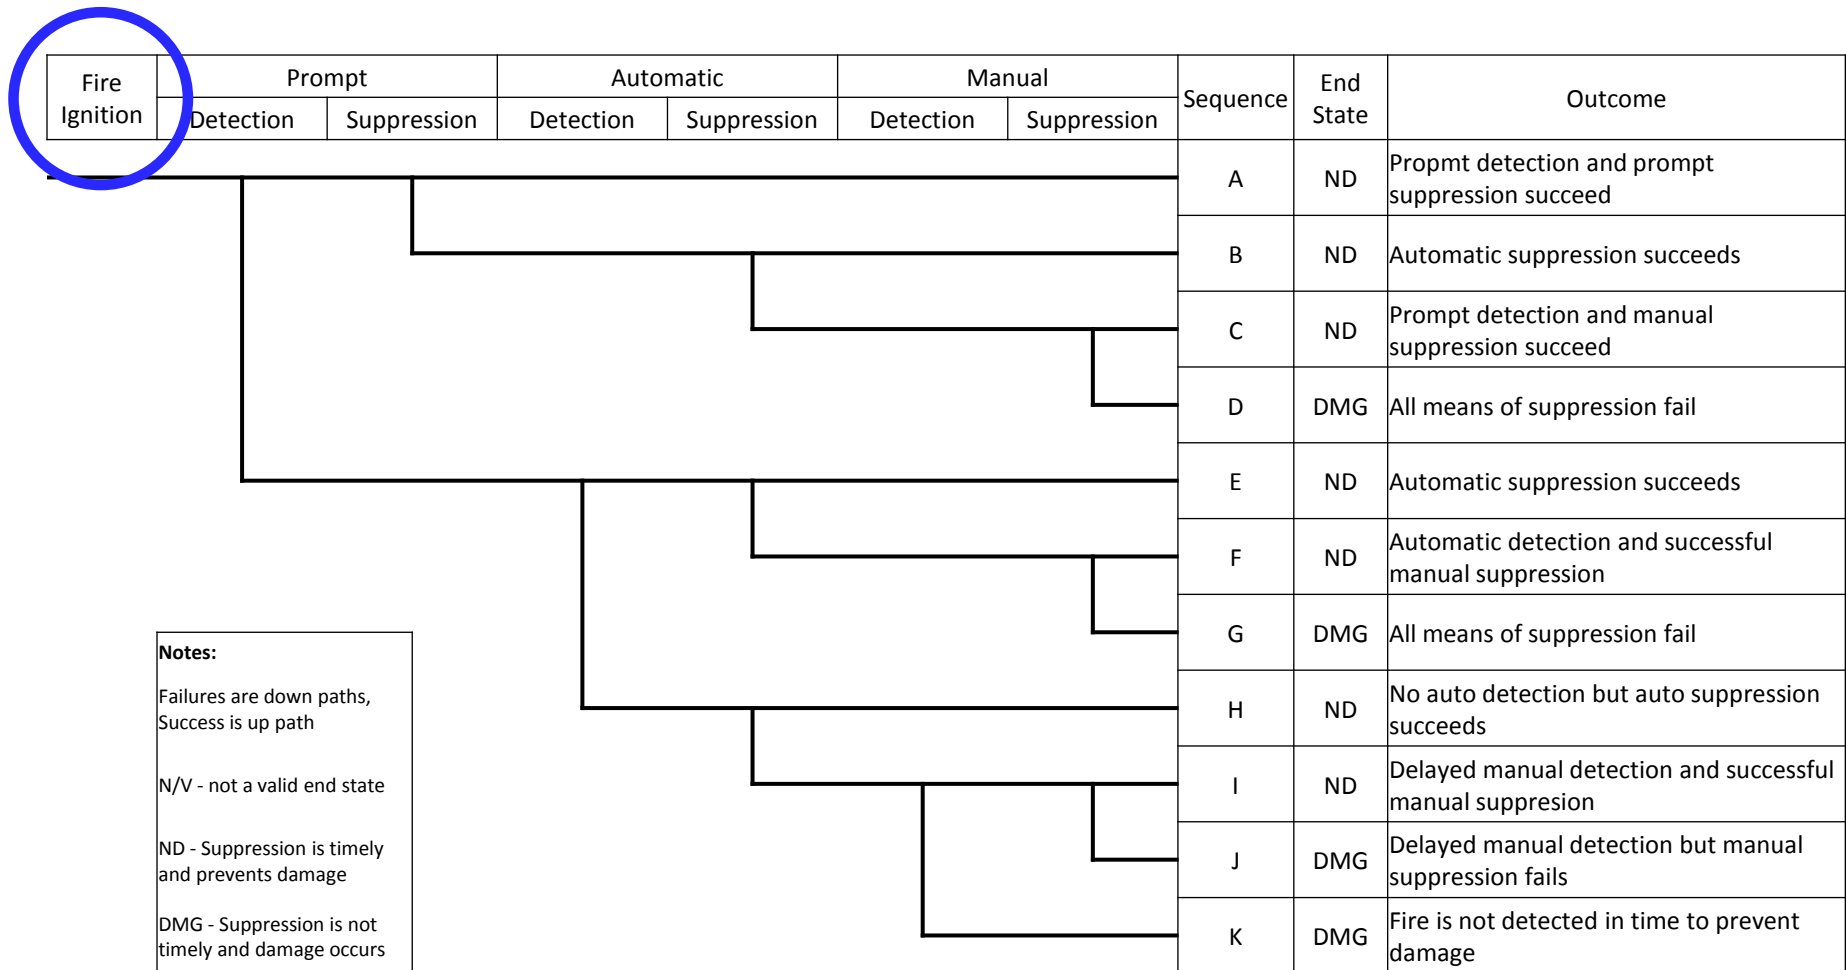 Fire
Ignition
Prompt
Automatic
Manual
Sequence
End
State
Outcome
Detection
Suppression
Detection
Suppression
Detection
Suppression
A
ND
Propmt detection and prompt
suppression succeed
B
ND
Automatic suppression succeeds
C
ND
Prompt detection and manual
suppression succeed
D
DMG
All means of suppression fail
E
ND
Automatic suppression succeeds
F
ND
Automatic detection and successful
manual suppression
G
DMG
All means of suppression fail
H
ND
No auto detection but auto suppression
succeeds
I
ND
Delayed manual detection and successful
manual suppresion
J
DMG
Delayed manual detection but manual
suppression fails
K
DMG
Fire is not detected in time to prevent
damage
Notes:
Failures are down paths,
Success is up path
N/V - not a valid end state
ND - Suppression is timely
and prevents damage
DMG - Suppression is not
timely and damage occurs